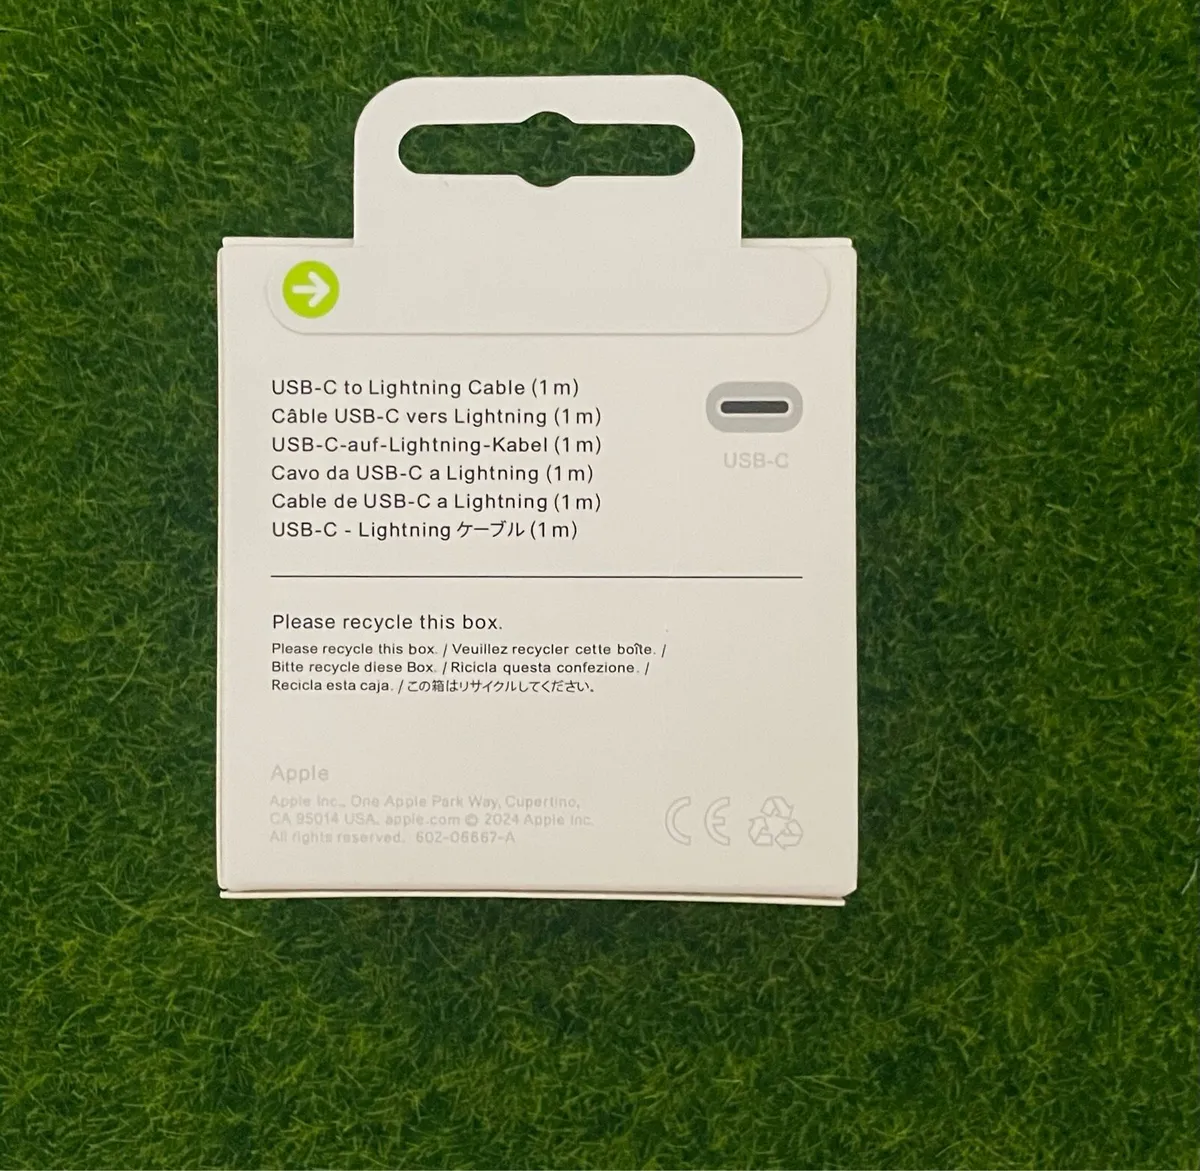 USB-C to Lightning Cable (1 m)
Câble USB-C vers Lightning (1 m)
USB-C-auf-Lightning-Kabel (1 m)
Cavo da USB-C a Lightning (1 m)
Cable de USB-C a Lightning (1 m)
USB-C - Lightning ケーブル (1 m)
USB-C
Please recycle this box.
Please recycle this box. / Veuillez recycler cette boîte. /
Bitte recycle diese Box. / Ricicla questa confezione. /
Recicla esta caja. / この箱はリサイクルしてください。
Apple
Apple Inc., One Apple Park Way, Cupertino,
CA 95014 USA. apple.com © 2024 Apple Inc.
All rights reserved. 602-06667-A
CE